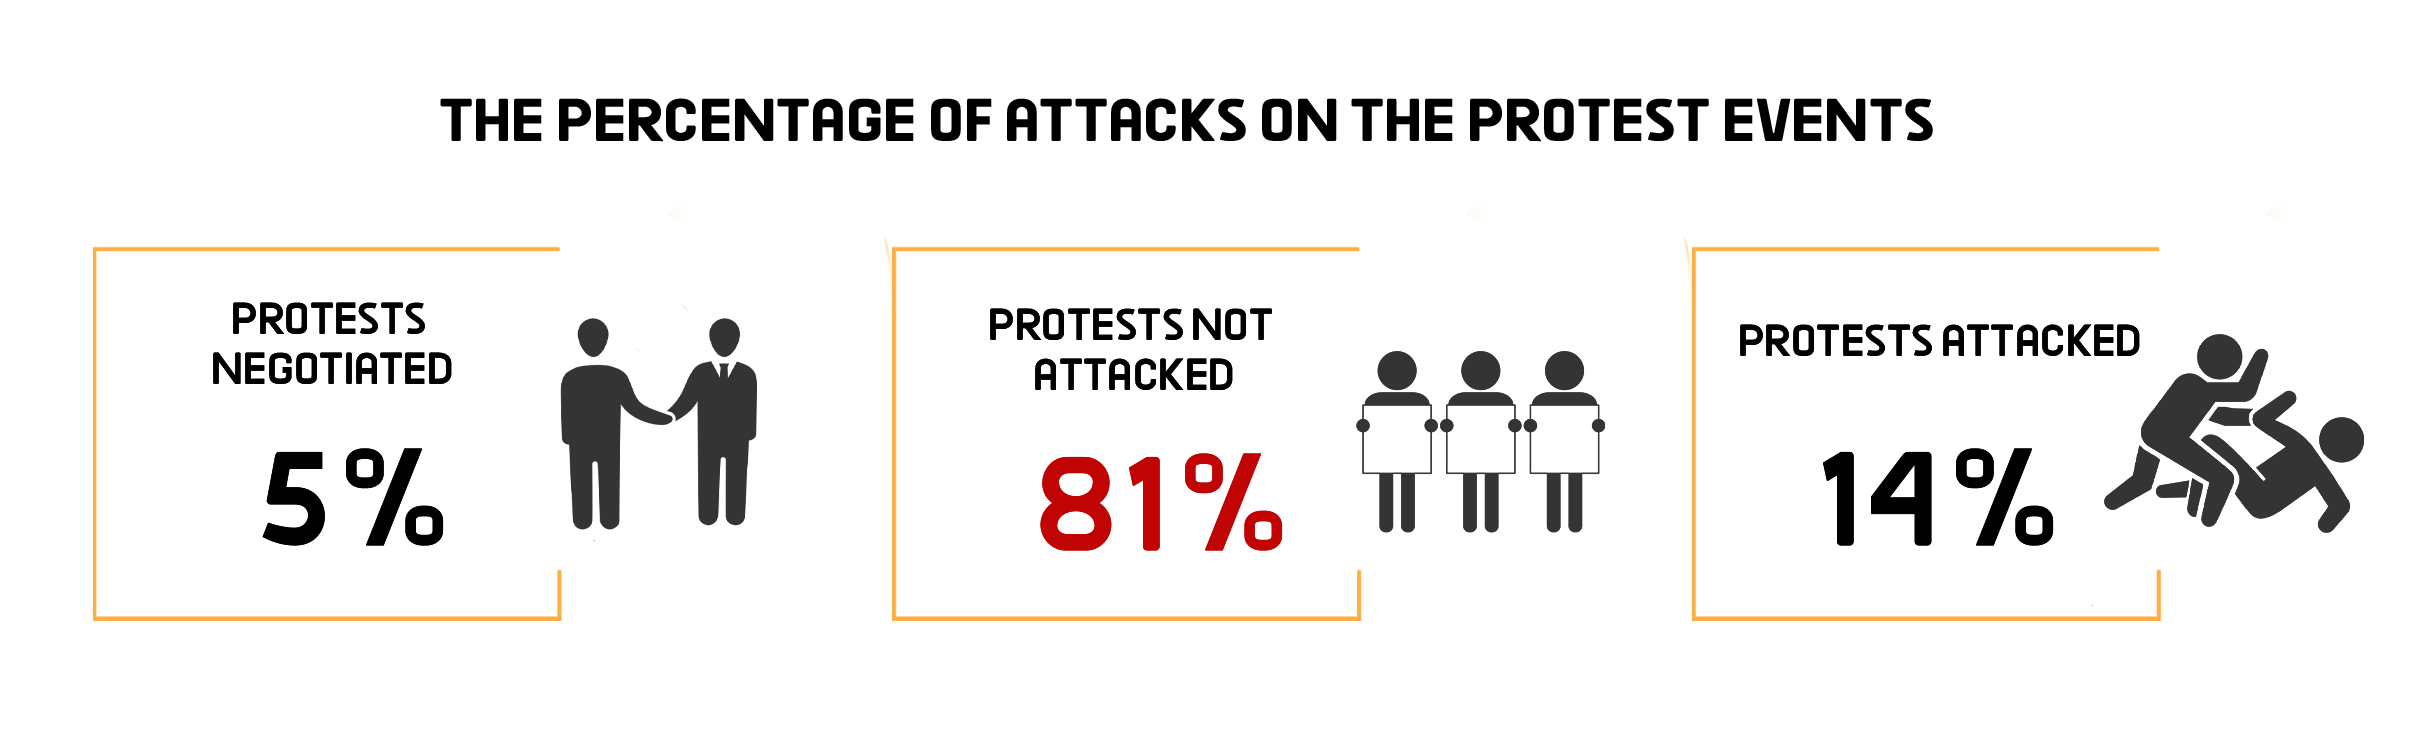 THE PERCENTAGE OF ATTACKS ON THE PROTEST EVENTS
PROTESTS
NEGOTIATED
5%
PROTESTS NOT
ATTACKED
81%
PROTESTS ATTACKED
14%